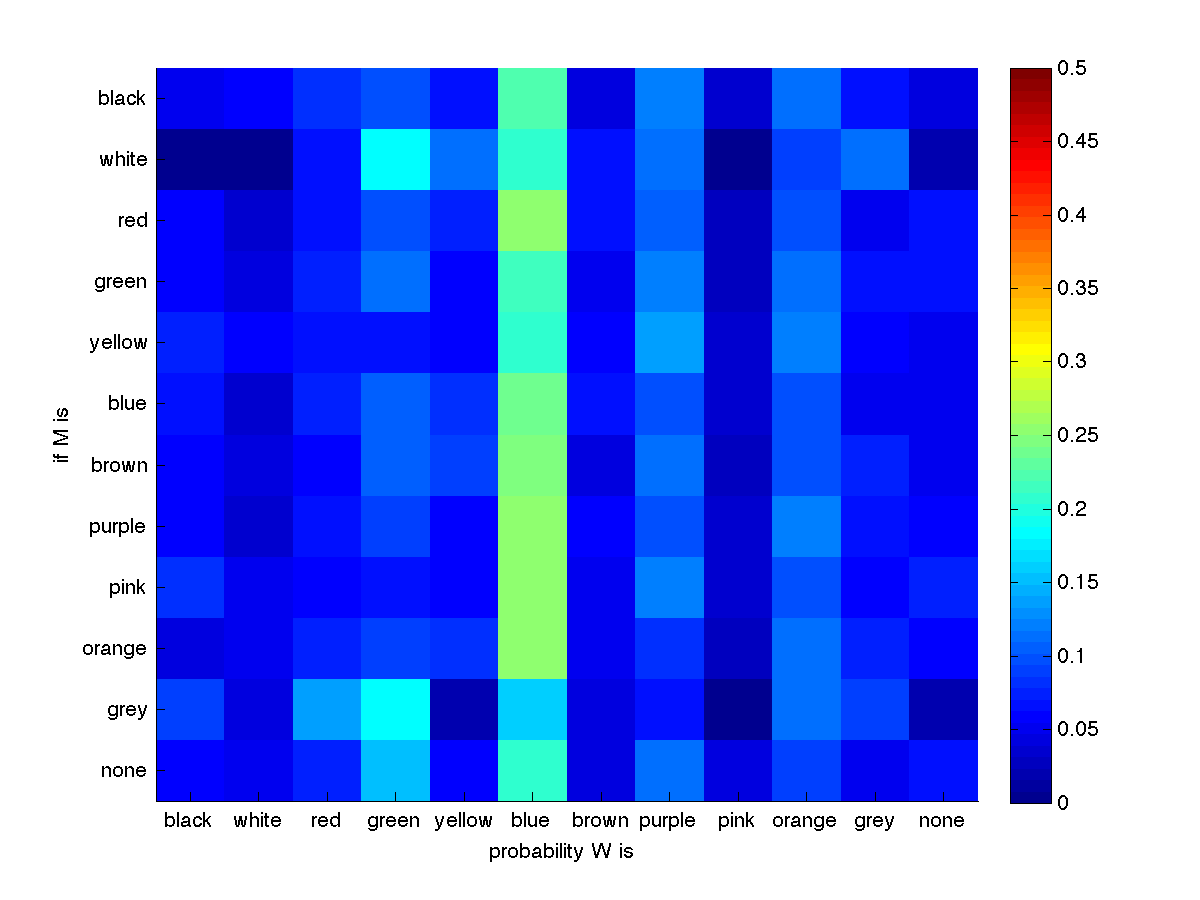 0.5
black
0.45
white
0.4
red
0.35
green
0.3
yellow
0.25
blue
if M is
brown
0.2
purple
0.15
pink
0.1
orange
0.05
grey
none
0
black white red green yellow blue brown purple pink orange grey none
probability W is